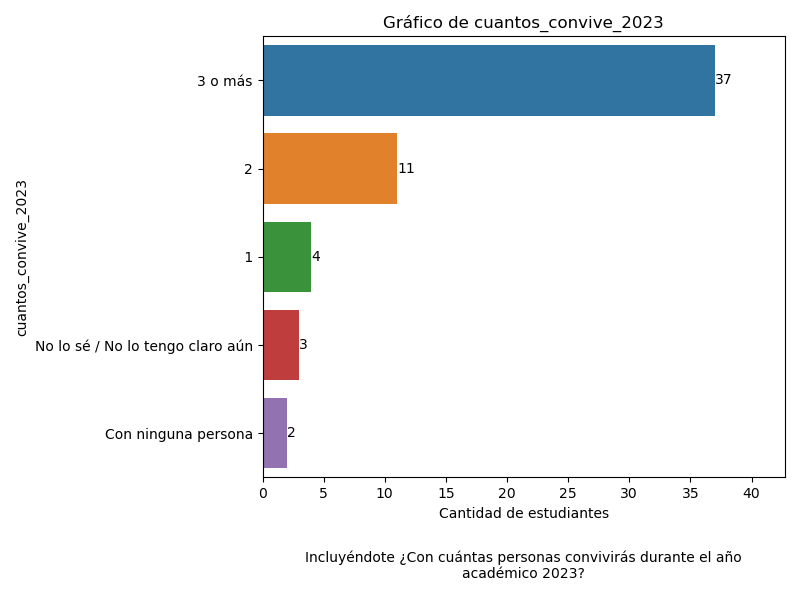 Gráfico de cuantos_convive_2023
cuantos_convive_2023
3 o más
37
2
11
1
4
No lo sé / No lo tengo claro aún
3
Con ninguna persona
2
0 5 10 15 20 25 30 35 40
Cantidad de estudiantes
Incluyéndote ¿Con cuántas personas convivirás durante el año
académico 2023?